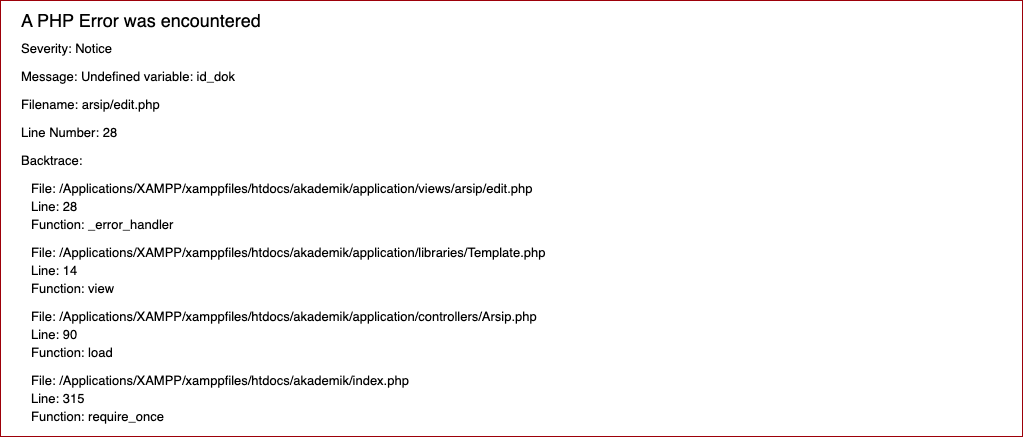 A PHP Error was encountered
Severity: Notice
Message: Undefined variable: id_dok
Filename: arsip/edit.php
Line Number: 28
Backtrace:
File: /Applications/XAMPP/xamppfiles/htdocs/akademik/application/views/arsip/edit.php
Line: 28
Function: _error_handler
File: /Applications/XAMPP/xamppfiles/htdocs/akademik/application/libraries/Template.php
Line: 14
Function: view
File: /Applications/XAMPP/xamppfiles/htdocs/akademik/application/controllers/Arsip.php
Line: 90
Function: load
File: /Applications/XAMPP/xamppfiles/htdocs/akademik/index.php
Line: 315
Function: require_once